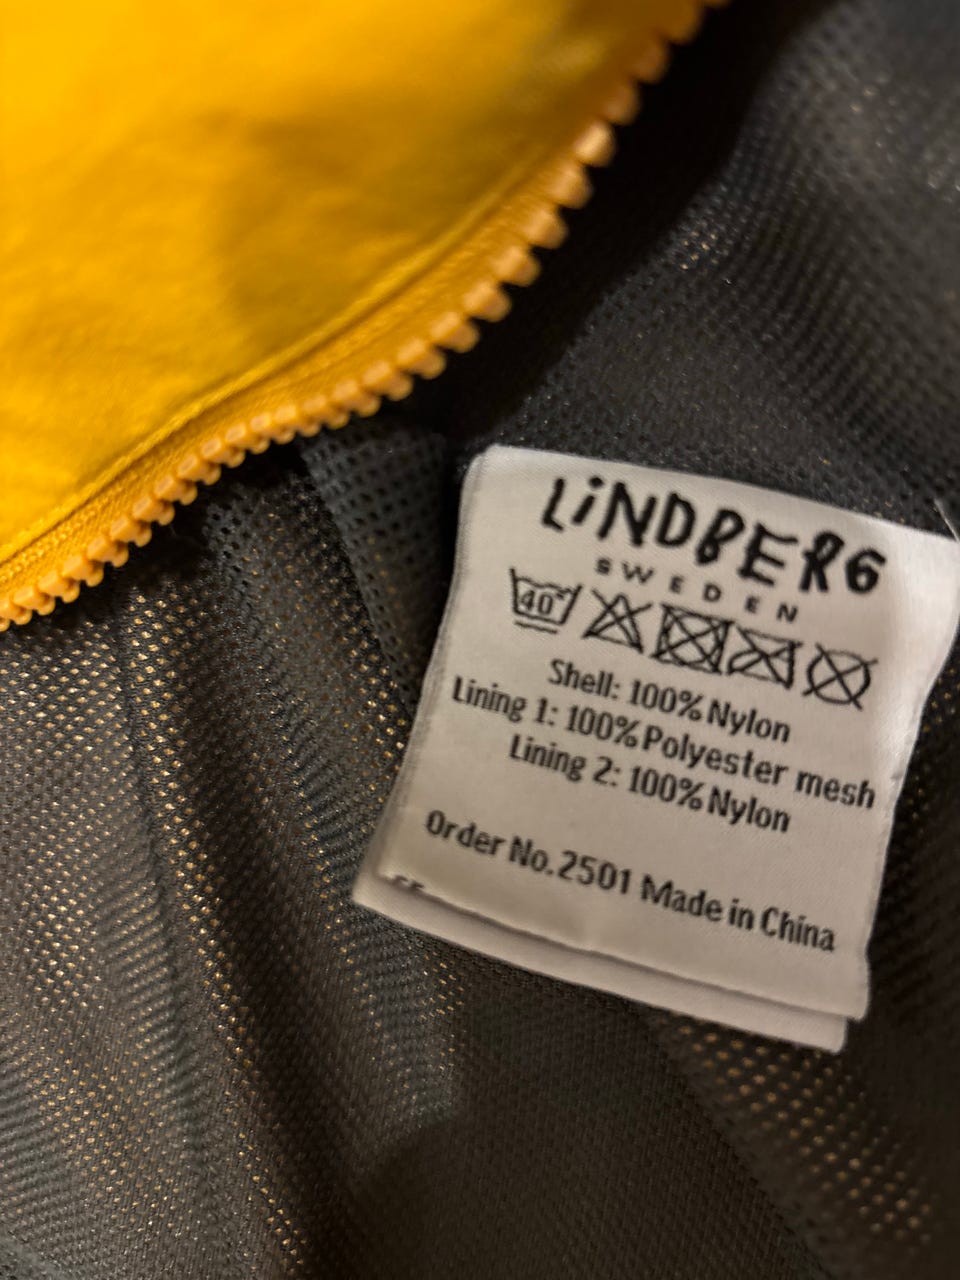 LiNDBERG
SWEDEN
40°
Shell: 100% Nylon
Lining 1: 100% Polyester mesh
Lining 2: 100% Nylon
Order No. 2501 Made in China